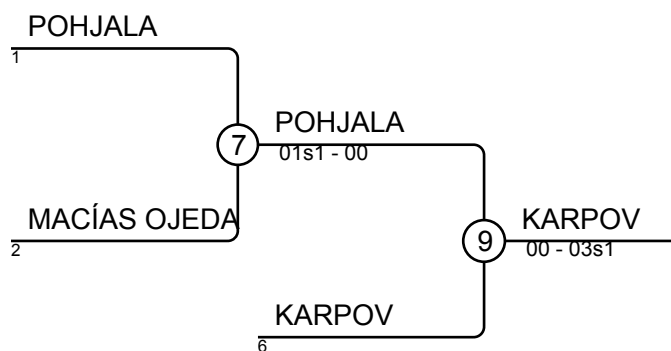 POHJALA
1
7
POHJALA
01s1 - 00
MACÍAS OJEDA
2
9
KARPOV
00 - 03s1
KARPOV
6